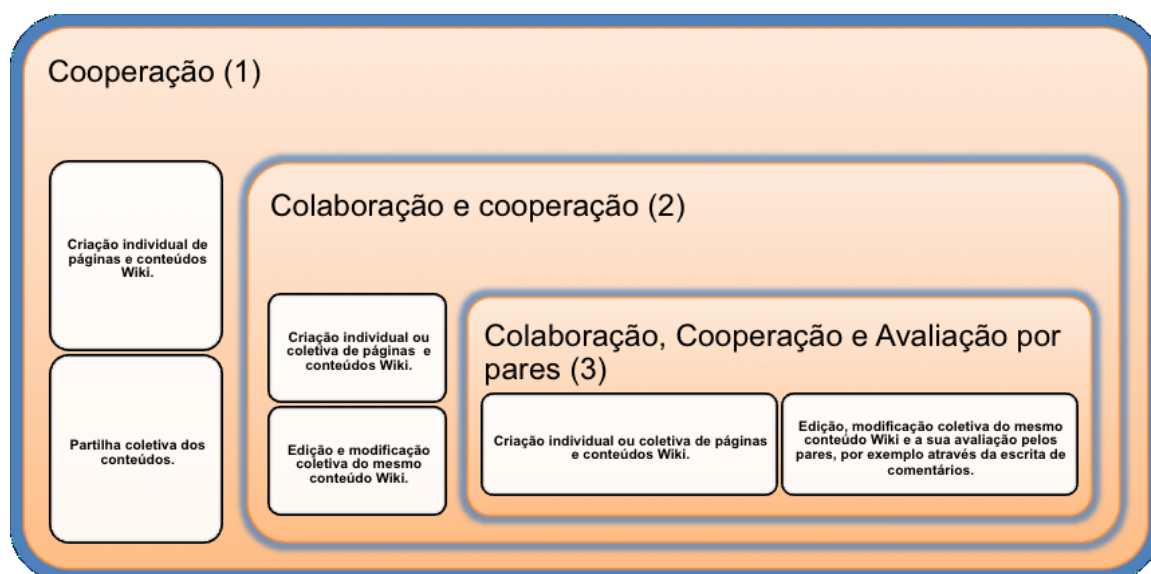 Cooperação (1)
Criação individual de
páginas e conteúdos
Wiki.
Partilha coletiva dos
conteúdos.
Colaboração e cooperação (2)
Criação individual ou
coletiva de páginas e
conteúdos Wiki.
Edição e modificação
coletiva do mesmo
conteúdo Wiki.
Colaboração, Cooperação e Avaliação por
pares (3)
Criação individual ou coletiva de páginas
e conteúdos Wiki.
Edição, modificação coletiva do mesmo
conteúdo Wiki e a sua avaliação pelos
pares, por exemplo através da escrita de
comentários.